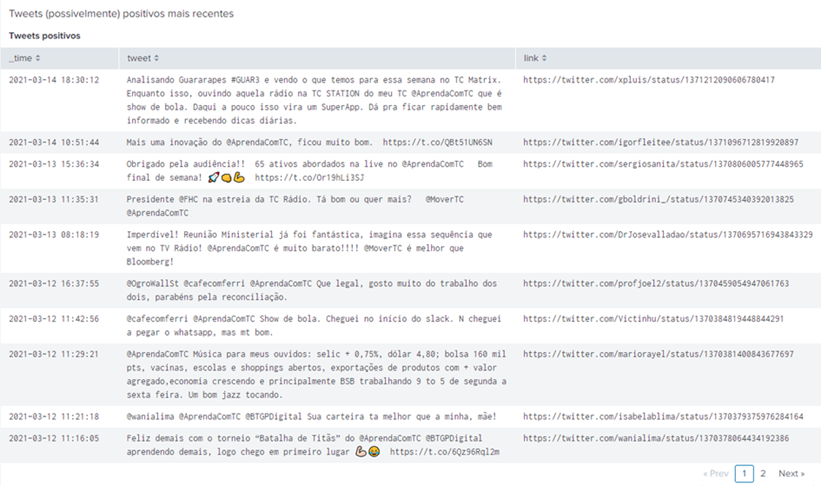 Tweets (possivelmente) positivos mais recentes
Tweets positivos
_time tweet link
2021-03-14 18:30:12 Analisando Guararapes #GUAR3 e vendo o que temos para essa semana no TC Matrix. https://twitter.com/xpluis/status/1371212090606780417
Enquanto isso, ouvindo aquela rádio na TC STATION do meu TC @AprendaComTC que é
show de bola. Daqui a pouco isso vira um SuperApp. Dá pra ficar rapidamente bem
informado e recebendo dicas diárias.
2021-03-14 10:51:44 Mais uma inovação do @AprendaComTC, ficou muito bom. https://t.co/QBt51UN6SN https://twitter.com/igorfleitee/status/1371096712819920897
2021-03-13 15:36:34 Obrigado pela audiência!! 65 ativos abordados na live no @AprendaComTC Bom https://twitter.com/sergiosanita/status/1370806005777448965
final de semana! 🚀👊💪 https://t.co/Or19hLi3SJ
2021-03-13 11:35:31 Presidente @FHC na estreia da TC Rádio. Tá bom ou quer mais? @MoverTC https://twitter.com/gboldrini_/status/1370745340392013825
@AprendaComTC
2021-03-13 08:18:19 Imperdível! Reunião Ministerial já foi fantástica, imagina essa sequência que https://twitter.com/DrJosevalladao/status/1370695716943843329
vem no TV Rádio! @AprendaComTC é muito barato!!!! @MoverTC é melhor que
Bloomberg!
2021-03-12 16:37:55 @OgroWallSt @cafecomferri @AprendaComTC Que legal, gosto muito do trabalho dos https://twitter.com/profjoel2/status/1370459054947061763
dois, parabéns pela reconciliação.
2021-03-12 11:42:56 @cafecomferri @AprendaComTC Show de bola. Cheguei no início do slack. N cheguei https://twitter.com/Victinhu/status/1370384819448844291
a pegar o whatsapp, mas mt bom.
2021-03-12 11:29:21 @AprendaComTC Música para meus ouvidos: selic + 0,75%, dólar 4,80; bolsa 160 mil https://twitter.com/mariorayel/status/1370381400843677697
pts, vacinas, escolas e shoppings abertos, exportações de produtos com + valor
agregado,economia crescendo e principalmente BSB trabalhando 9 to 5 de segunda a
sexta feira. Um bom jazz tocando.
2021-03-12 11:21:18 @wanialima @AprendaComTC @BTGPDigital Sua carteira ta melhor que a minha, mãe! https://twitter.com/isabelablima/status/1370379375976284164
2021-03-12 11:16:05 Feliz demais com o torneio “Batalha de Titãs” do @AprendaComTC @BTGPDigital https://twitter.com/wanialima/status/1370378064434192386
aprendendo demais, logo chego em primeiro lugar 💪😂 https://t.co/6Qz96Rql2m
« Prev 1 2 Next »